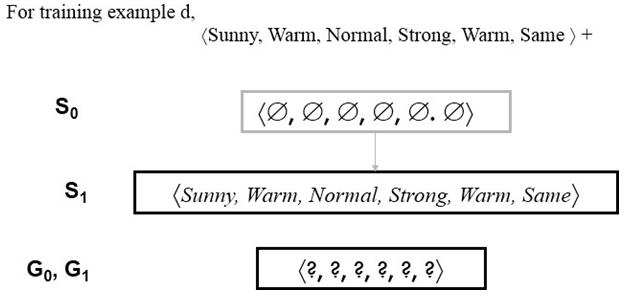 For training example d,
⟨Sunny, Warm, Normal, Strong, Warm, Same ⟩ +
S₀ ⟨∅, ∅, ∅, ∅, ∅. ∅⟩
S₁ ⟨Sunny, Warm, Normal, Strong, Warm, Same⟩
G₀, G₁ ⟨?, ?, ?, ?, ?, ?⟩